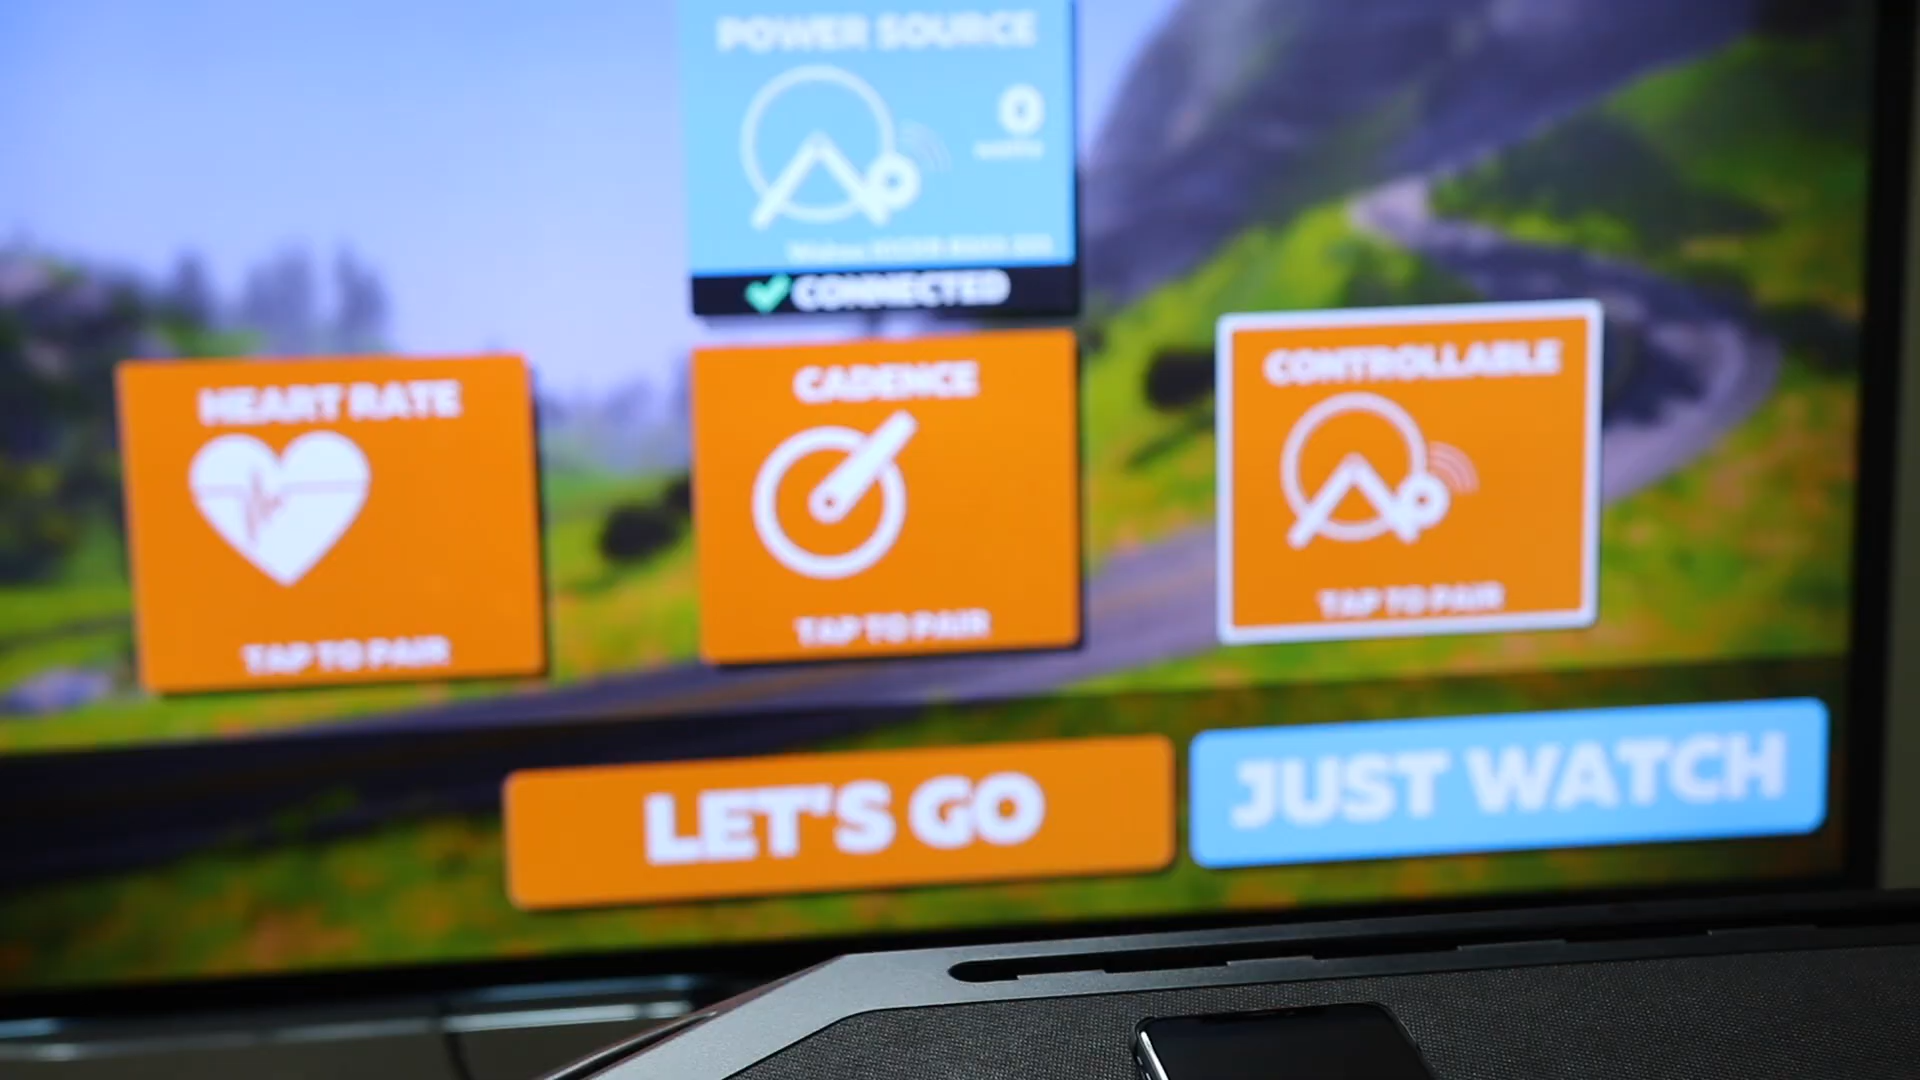 POWER SOURCE
0
watts
CONNECTED
HEART RATE
TAP TO PAIR
CADENCE
TAP TO PAIR
CONTROLLABLE
TAP TO PAIR
LET'S GO
JUST WATCH